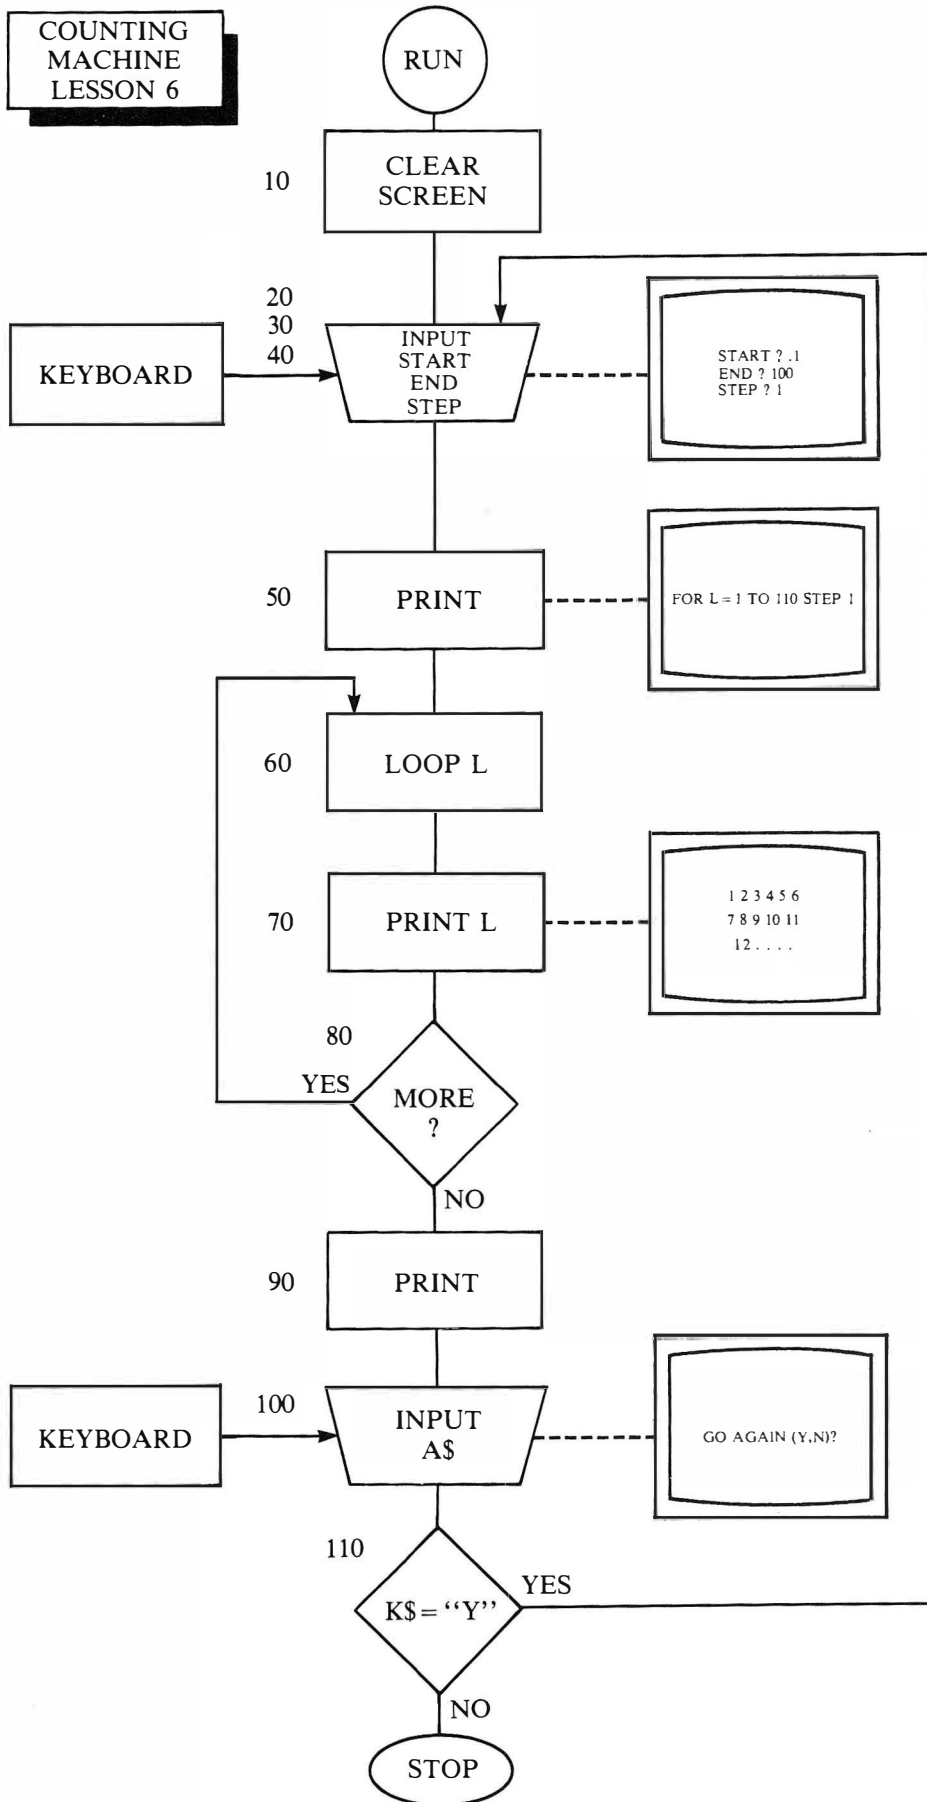 COUNTING
MACHINE
LESSON 6
RUN
10
CLEAR
SCREEN
20
30
40
KEYBOARD
INPUT
START
END
STEP
START ? .1
END ? 100
STEP ? 1
50
PRINT
FOR L = 1 TO 110 STEP 1
60
LOOP L
70
PRINT L
1 2 3 4 5 6
7 8 9 10 11
12 . . . .
80
YES
MORE
?
NO
90
PRINT
100
KEYBOARD
INPUT
A$
GO AGAIN (Y,N)?
110
K$ = “Y”
YES
NO
STOP